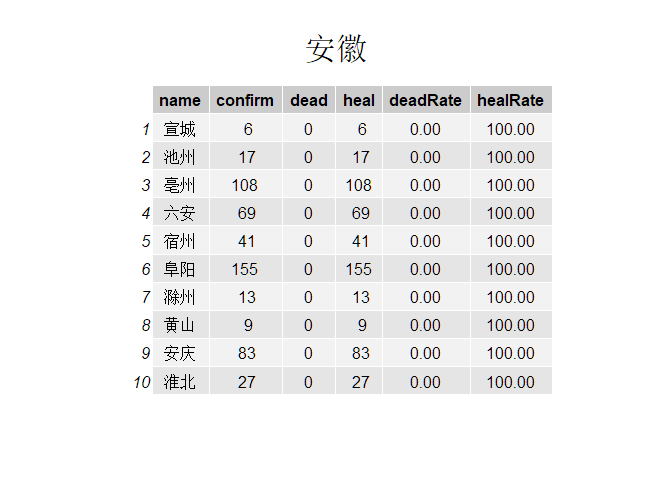 安徽
name confirm dead heal deadRate healRate
1 宣城 6 0 6 0.00 100.00
2 池州 17 0 17 0.00 100.00
3 亳州 108 0 108 0.00 100.00
4 六安 69 0 69 0.00 100.00
5 宿州 41 0 41 0.00 100.00
6 阜阳 155 0 155 0.00 100.00
7 滁州 13 0 13 0.00 100.00
8 黄山 9 0 9 0.00 100.00
9 安庆 83 0 83 0.00 100.00
10 淮北 27 0 27 0.00 100.00